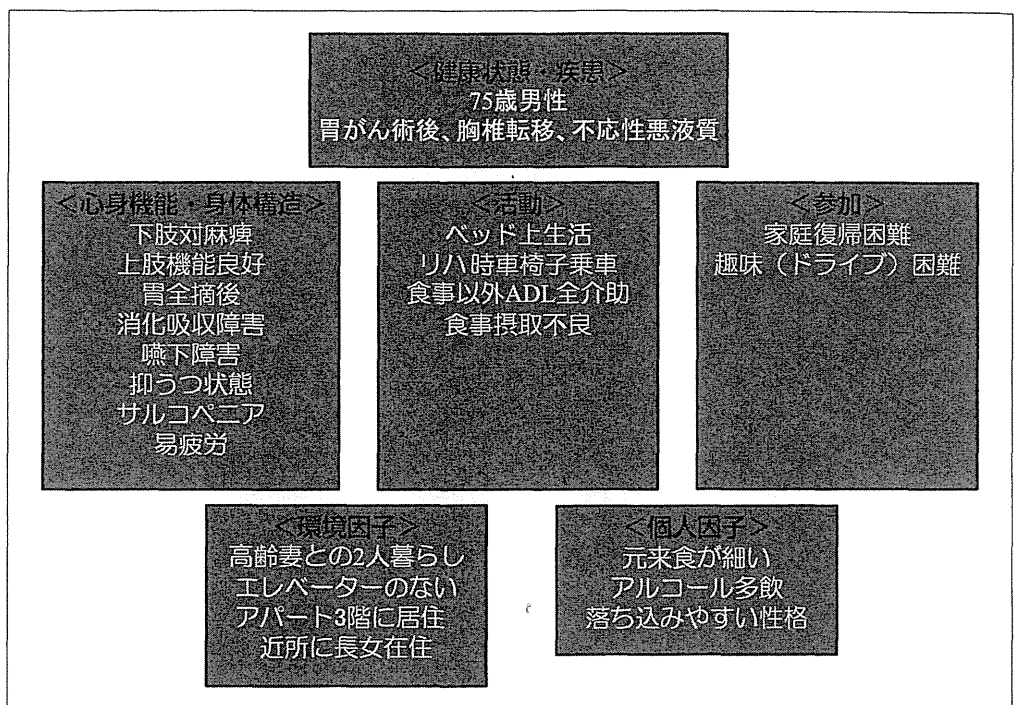 <健康状態・疾患>
75歳男性
胃がん術後、胸椎転移、不応性悪液質
<心身機能・身体構造>
下肢対麻痺
上肢機能良好
胃全摘後
消化吸収障害
嚥下障害
抑うつ状態
サルコペニア
易疲労
<活動>
ベッド上生活
リハ時車椅子乗車
食事以外ADL全介助
食事摂取不良
<参加>
家庭復帰困難
趣味（ドライブ）困難
<環境因子>
高齢妻との2人暮らし
エレベーターのない
アパート3階に居住
近所に長女在住
<個人因子>
元来食が細い
アルコール多飲
落ち込みやすい性格